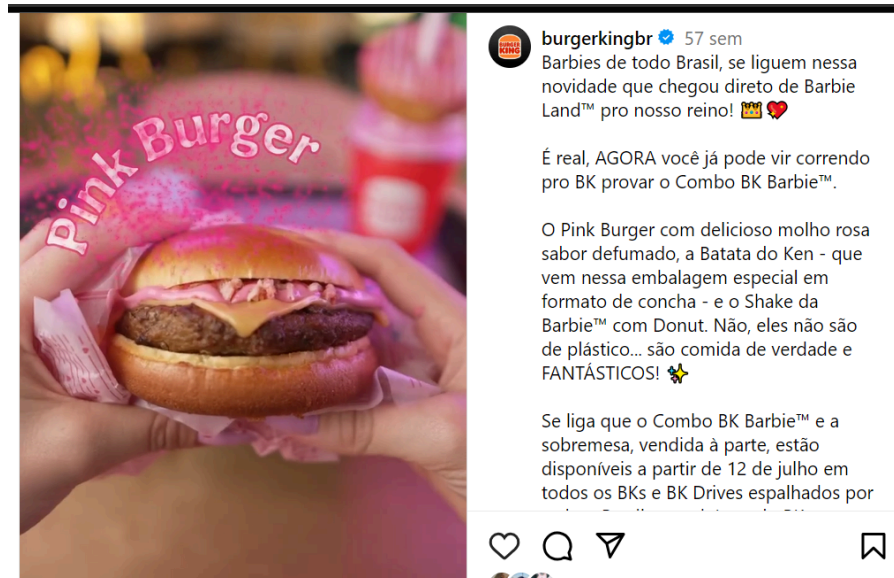 Pink Burger
BURGER
KING
burgerkingbr 57 sem
Barbies de todo Brasil, se liguem nessa
novidade que chegou direto de Barbie
Land™ pro nosso reino! 👑💖
É real, AGORA você já pode vir correndo
pro BK provar o Combo BK Barbie™.
O Pink Burger com delicioso molho rosa
sabor defumado, a Batata do Ken - que
vem nessa embalagem especial em
formato de concha - e o Shake da
Barbie™ com Donut. Não, eles não são
de plástico... são comida de verdade e
FANTÁSTICOS! ✨
Se liga que o Combo BK Barbie™ e a
sobremesa, vendida à parte, estão
disponíveis a partir de 12 de julho em
todos os BKs e BK Drives espalhados por